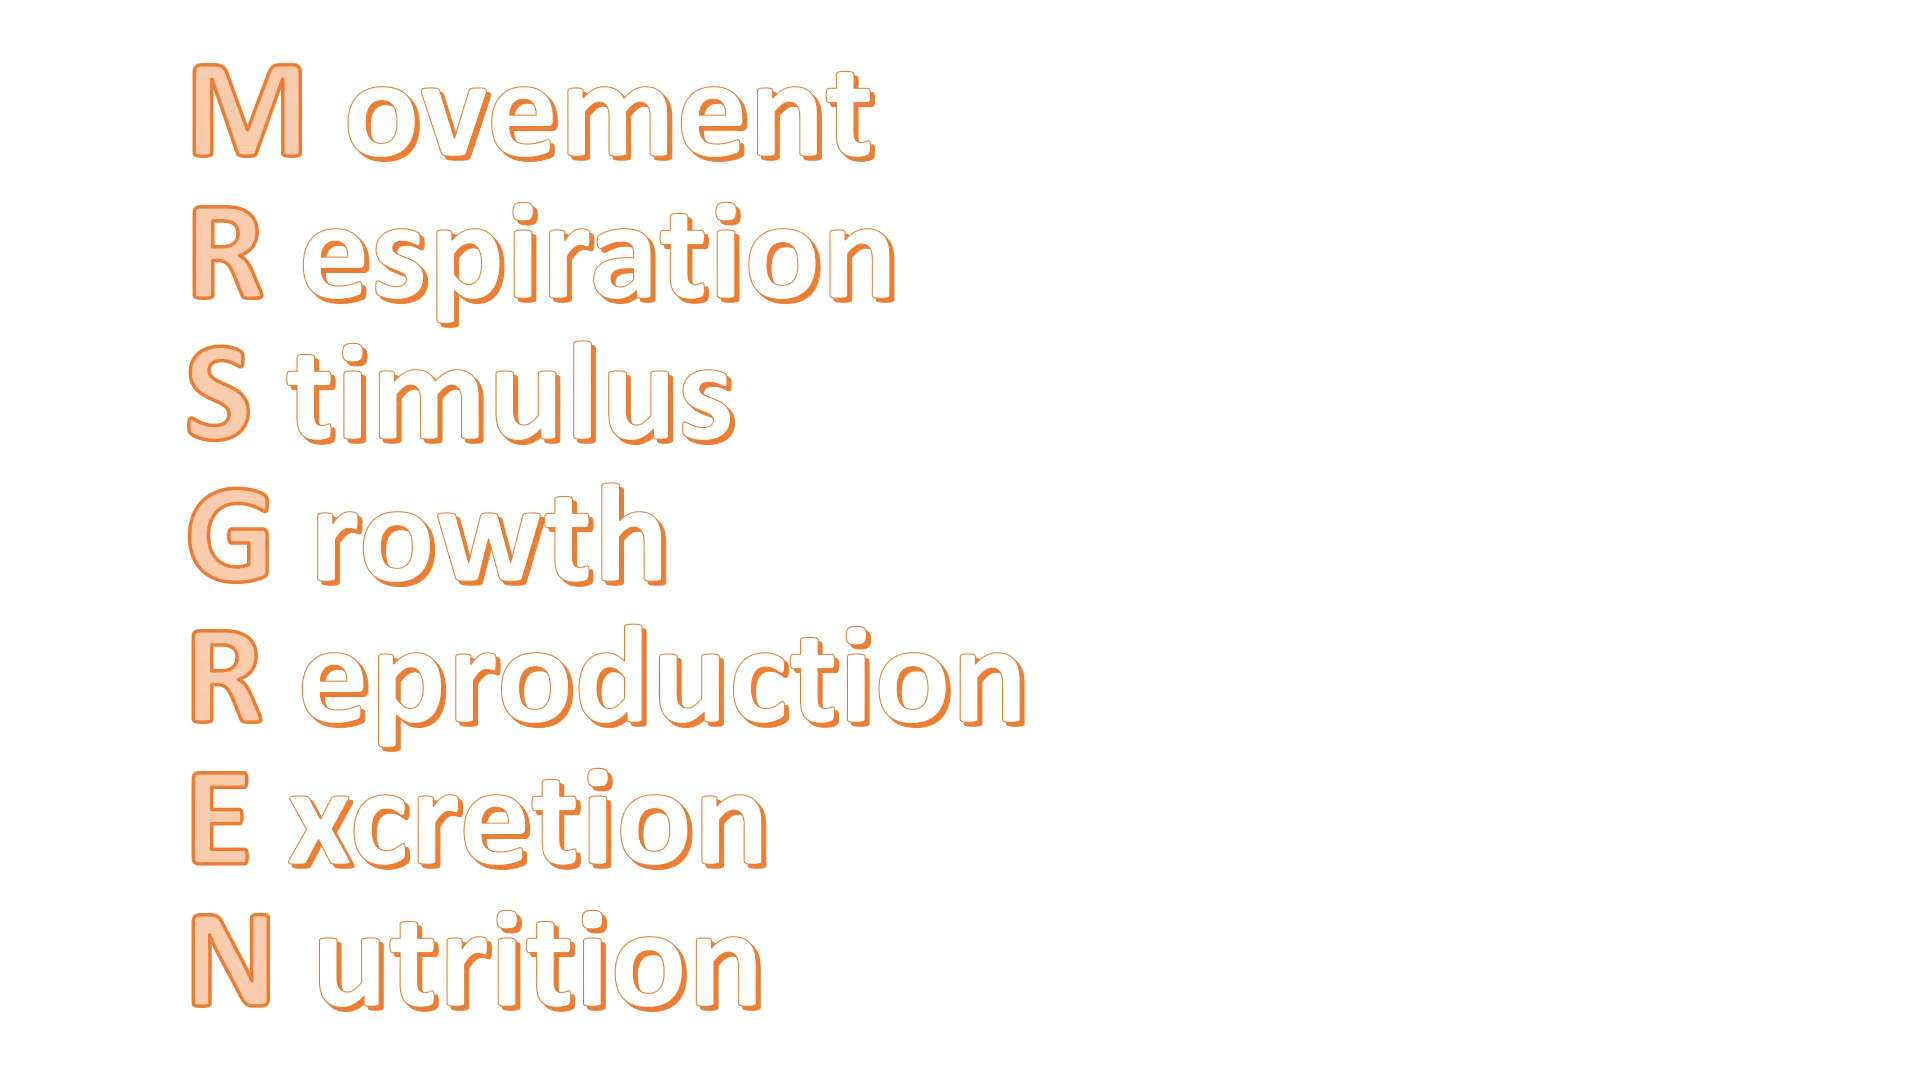 M ovement
R espiration
S timulus
G rowth
R eproduction
E xcretion
N utrition